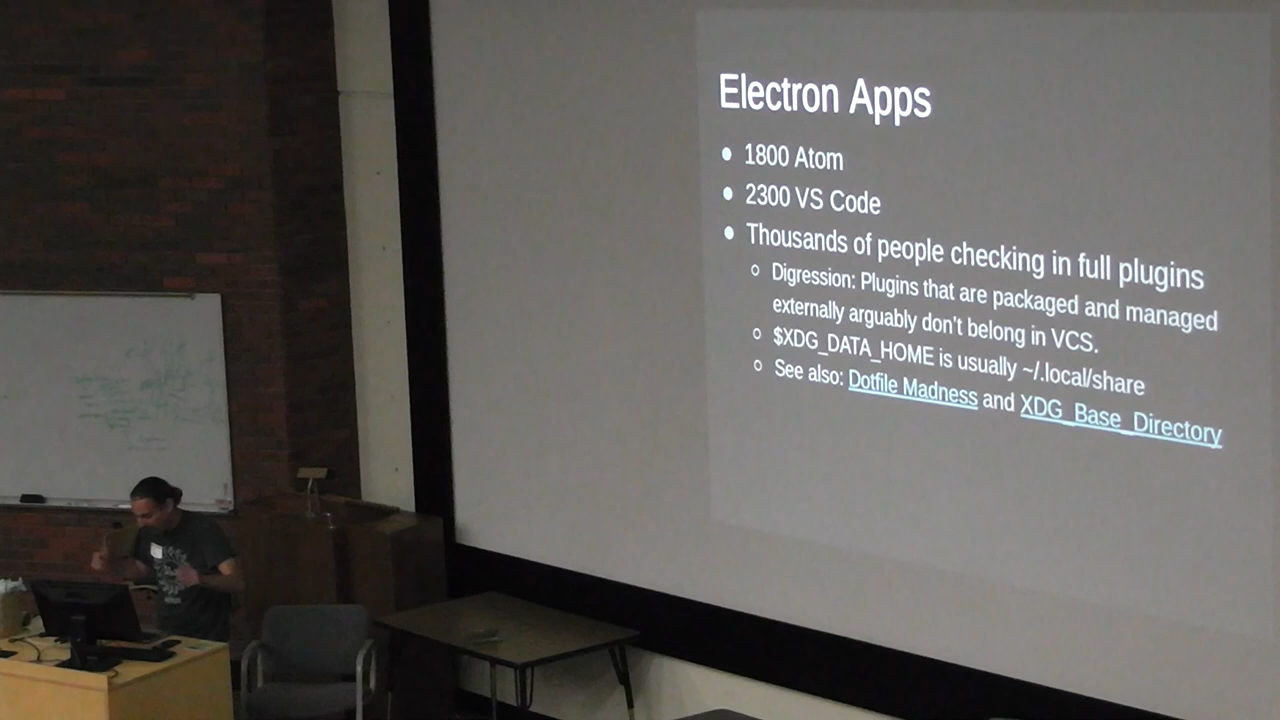 Electron Apps
1800 Atom
2300 VS Code
Thousands of people checking in full plugins
Digression: Plugins that are packaged and managed
externally arguably don't belong in VCS.
$XDG_DATA_HOME is usually ~/.local/share
See also: Dotfile Madness and XDG_Base_Directory